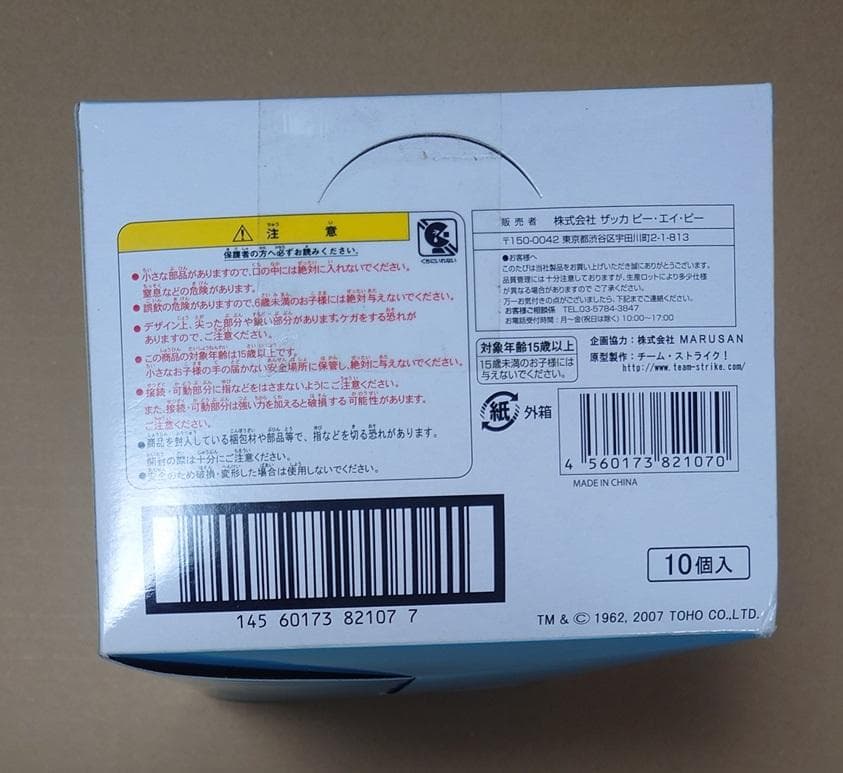 注意
保護者の方へ必ずお読みください。
●小さな部品がありますので、口の中には絶対に入れないでください。
窒息などの危険があります。
●誤飲の危険がありますので、6歳未満のお子様には絶対与えないでください。
●デザイン上、尖った部分や鋭い部分があります。ケガをする恐れが
ありますので、ご注意ください。
●この商品の対象年齢は15歳以上です。
小さなお子様の手の届かない安全場所に保管し、絶対に与えないでください。
●接続・可動部分に指などをはさまないようにご注意ください。
また、接続・可動部分は強い力を加えると破損する可能性があります。
ご注意ください。
●商品を封入している梱包材や部品等で、指などを切る恐れがあります。
開封の際は十分にご注意ください。
●安全のため破損・変形した場合は使用しないでください。
くちにいれない
販売者 株式会社 ザッカ ピー・エイ・ピー
〒150-0042 東京都渋谷区宇田川町2-1-813
●お客様へ
このたびは当社製品をお買い上げいただき誠にありがとうございます。
品質管理には十分注意しておりますが、生産ロットにより多少仕様
が異なる場合がありますので ご了承ください。
万一お気付きの点がございましたら、下記までご連絡ください。
お客様ご相談係 TEL.03-5784-3847
お電話受付時間：月〜金(祝日は除く) 10:00〜17:00
対象年齢15歳以上
15歳未満のお子様には
与えないでください。
企画協力：株式会社 MARUSAN
原型製作：チーム・ストライク！
http://www.team-strike.com/
紙 外箱
4 560173 821070
MADE IN CHINA
145 60173 82107 7
10個入
TM & © 1962, 2007 TOHO CO.,LTD.